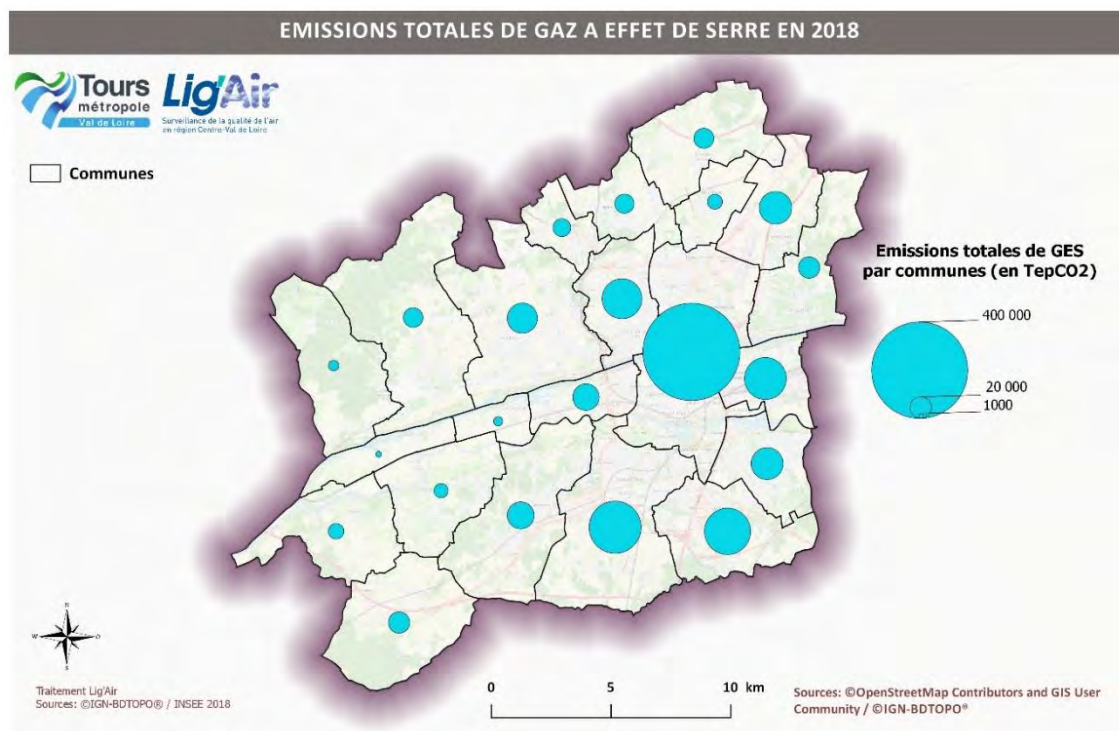 EMISSIONS TOTALES DE GAZ A EFFET DE SERRE EN 2018
Tours
métropole
Val de Loire
Lig'Air
Surveillance de la qualité de l'air
en région Centre-Val de Loire
Communes
Emissions totales de GES
par communes (en TepCO2)
400 000
20 000
1000
N
W
O
S
Traitement Lig'Air
Sources: ©IGN-BDTOPO® / INSEE 2018
0 5 10 km
Sources: ©OpenStreetMap Contributors and GIS User
Community / ©IGN-BDTOPO®